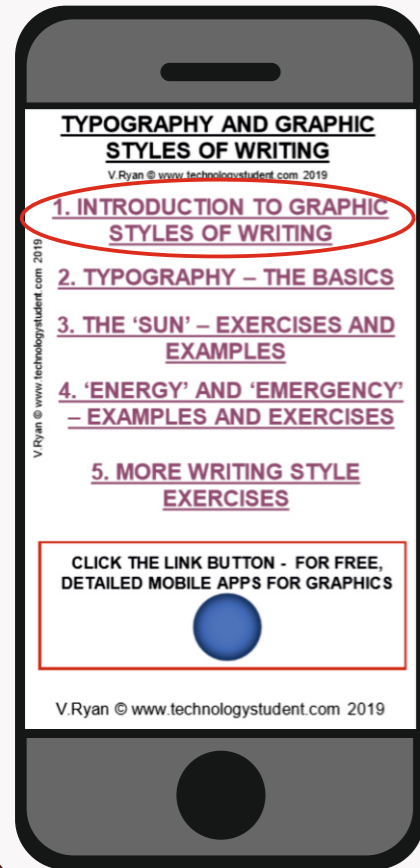 TYPOGRAPHY AND GRAPHIC
STYLES OF WRITING
V.Ryan © www.technologystudent.com 2019
1. INTRODUCTION TO GRAPHIC
STYLES OF WRITING
V.Ryan © www.technologystudent.com 2019
2. TYPOGRAPHY – THE BASICS
3. THE ‘SUN’ – EXERCISES AND
EXAMPLES
4. ‘ENERGY’ AND ‘EMERGENCY’
– EXAMPLES AND EXERCISES
5. MORE WRITING STYLE
EXERCISES
CLICK THE LINK BUTTON - FOR FREE,
DETAILED MOBILE APPS FOR GRAPHICS
V.Ryan © www.technologystudent.com 2019